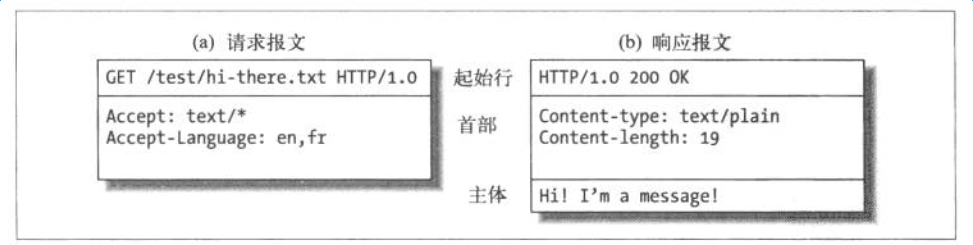 (a) 请求报文
GET /test/hi-there.txt HTTP/1.0
Accept: text/*
Accept-Language: en,fr
起始行
首部
主体
(b) 响应报文
HTTP/1.0 200 OK
Content-type: text/plain
Content-length: 19
Hi! I'm a message!